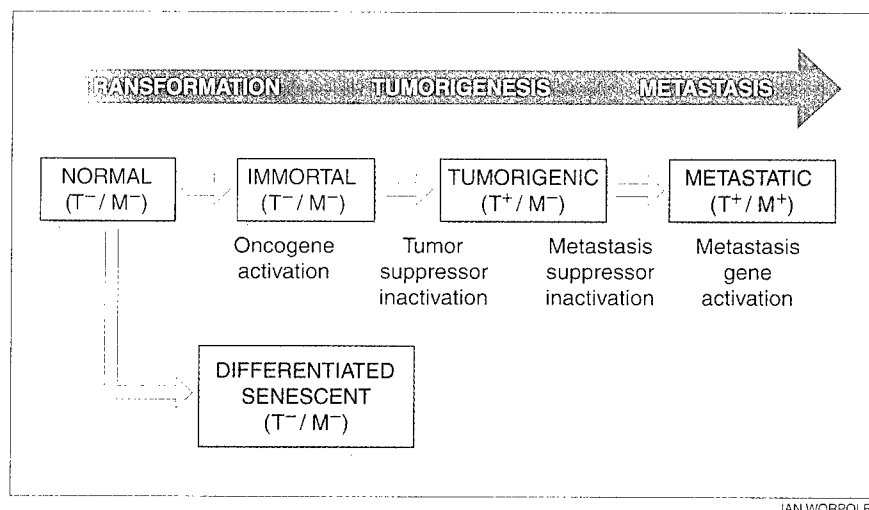 TRANSFORMATION TUMORIGENESIS METASTASIS
NORMAL
(T⁻/ M⁻)
IMMORTAL
(T⁻/ M⁻)
TUMORIGENIC
(T⁺/ M⁻)
METASTATIC
(T⁺/ M⁺)
Oncogene
activation
Tumor
suppressor
inactivation
Metastasis
suppressor
inactivation
Metastasis
gene
activation
DIFFERENTIATED
SENESCENT
(T⁻/ M⁻)
IAN WORPOLE